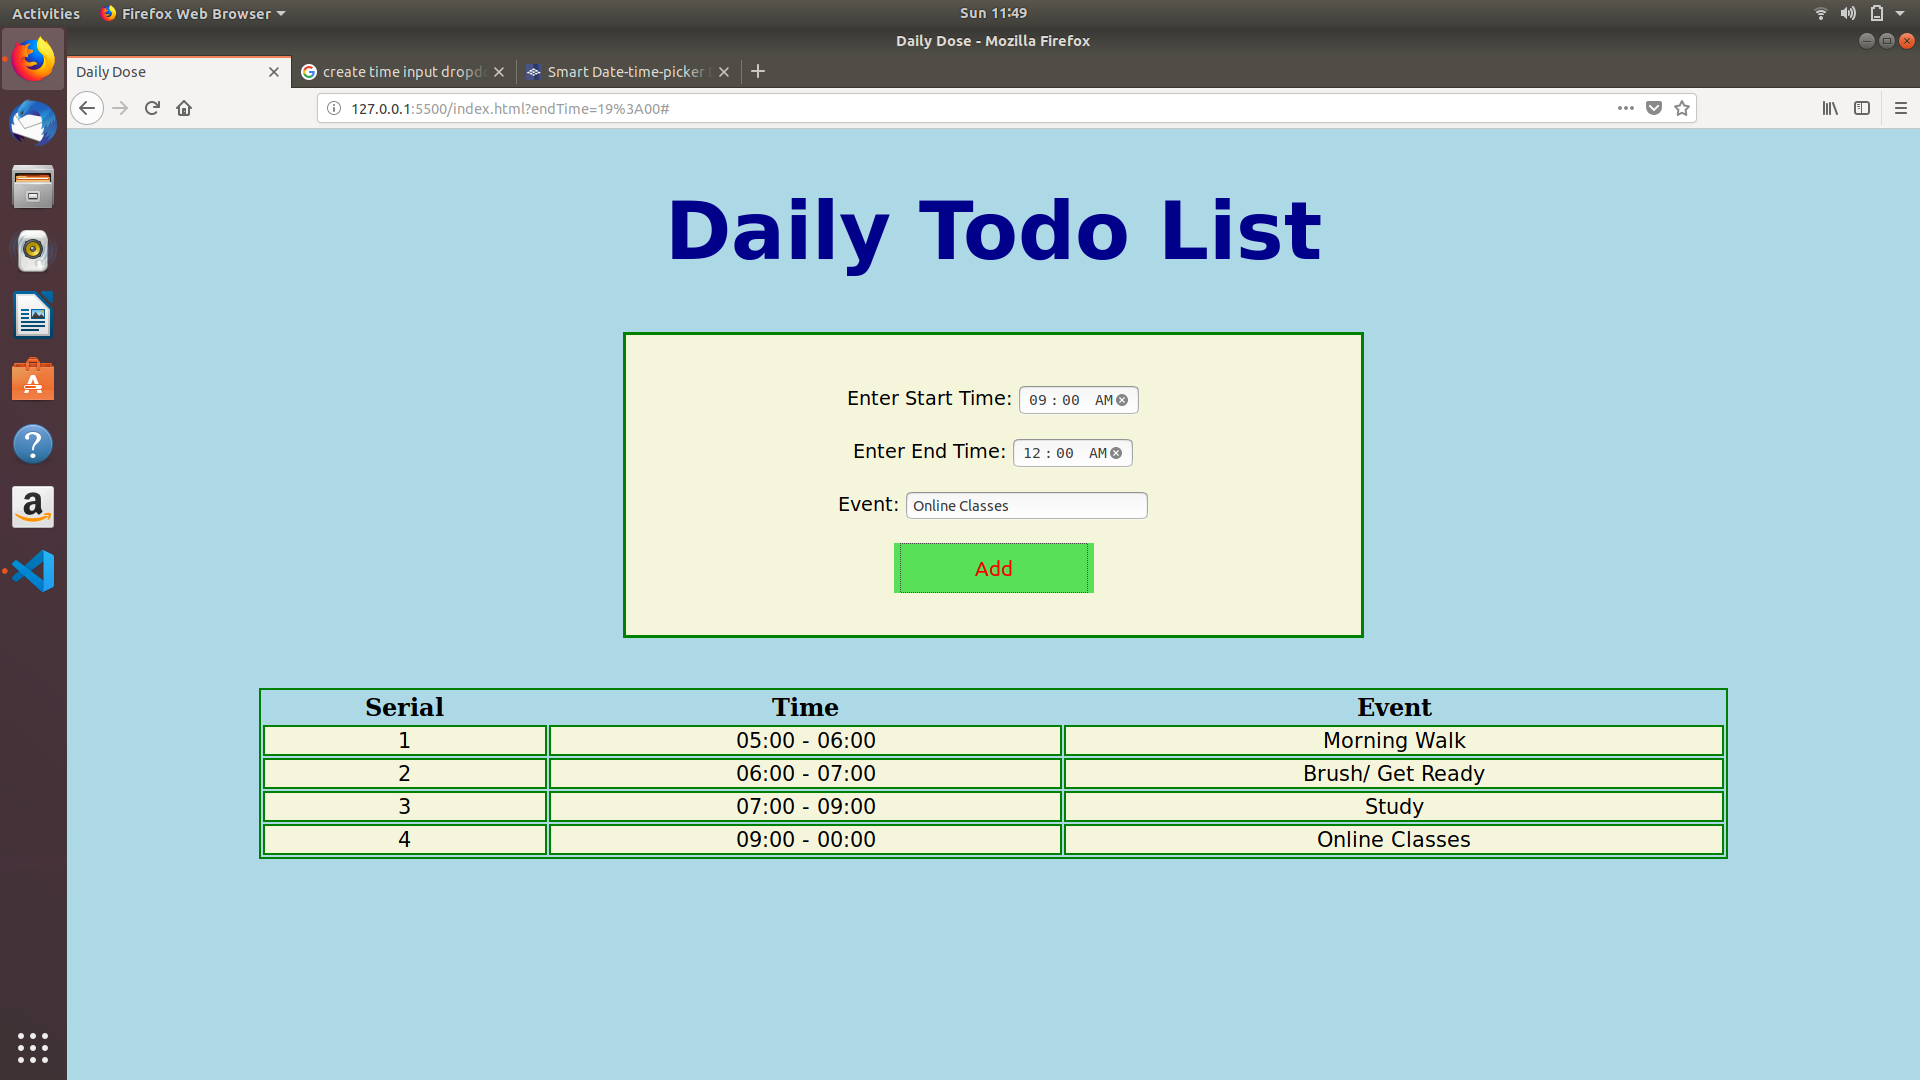 Activities Firefox Web Browser Sun 11:49
Daily Dose - Mozilla Firefox
Daily Dose create time input dropd Smart Date-time-picker
127.0.0.1:5500/index.html?endTime=19%3A00#
Daily Todo List
Enter Start Time: 09 : 00 AM
Enter End Time: 12 : 00 AM
Event: Online Classes
Add
Serial Time Event
1 05:00 - 06:00 Morning Walk
2 06:00 - 07:00 Brush/ Get Ready
3 07:00 - 09:00 Study
4 09:00 - 00:00 Online Classes